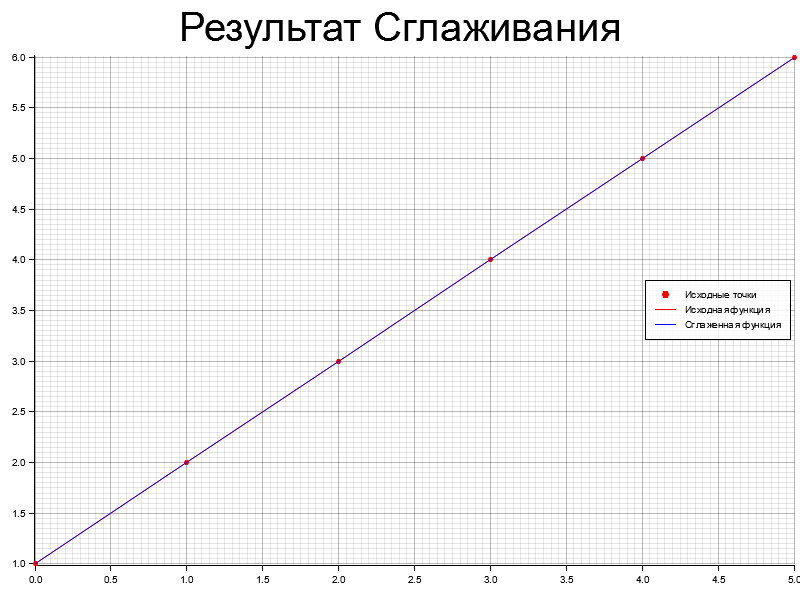 Результат Сглаживания
6.0
5.5
5.0
4.5
4.0
3.5
3.0
2.5
2.0
1.5
1.0
Исходные точки
Исходная функция
Сглаженная функция
0.0 0.5 1.0 1.5 2.0 2.5 3.0 3.5 4.0 4.5 5.0